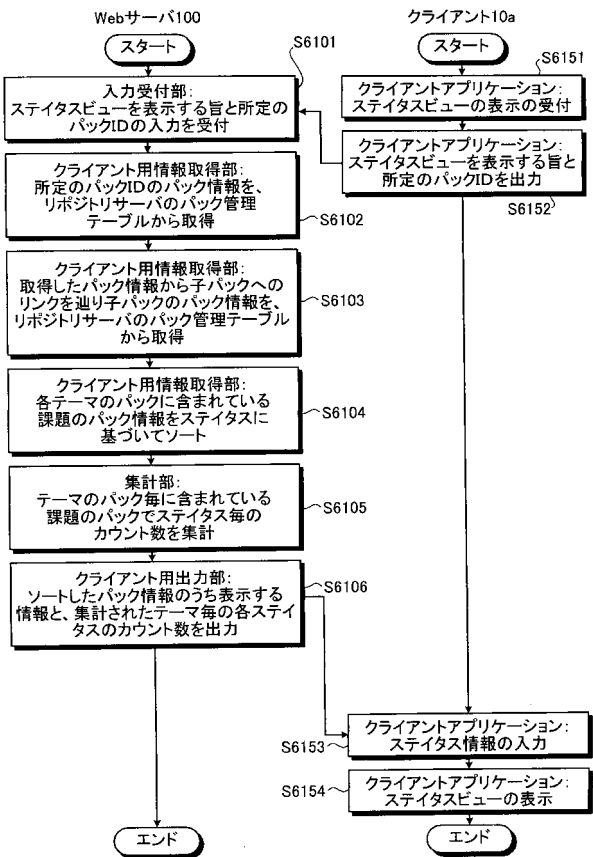 Webサーバ100
クライアント10a
スタート
スタート
S6101
S6151
入力受付部:
ステイタスビューを表示する旨と所定の
パックIDの入力を受付
クライアントアプリケーション:
ステイタスビューの表示の受付
クライアントアプリケーション:
ステイタスビューを表示する旨と
所定のパックIDを出力
S6152
クライアント用情報取得部:
所定のパックIDのパック情報を、
リポジトリサーバのパック管理
テーブルから取得
S6102
クライアント用情報取得部:
取得したパック情報から子パックへの
リンクを辿り子パックのパック情報を、
リポジトリサーバのパック管理テーブル
から取得
S6103
クライアント用情報取得部:
各テーマのパックに含まれている
課題のパック情報をステイタスに
基づいてソート
S6104
集計部:
テーマのパック毎に含まれている
課題のパックでステイタス毎の
カウント数を集計
S6105
クライアント用出力部:
ソートしたパック情報のうち表示する
情報と、集計されたテーマ毎の各ステイ
タスのカウント数を出力
S6106
クライアントアプリケーション:
ステイタス情報の入力
S6153
クライアントアプリケーション:
ステイタスビューの表示
S6154
エンド
エンド